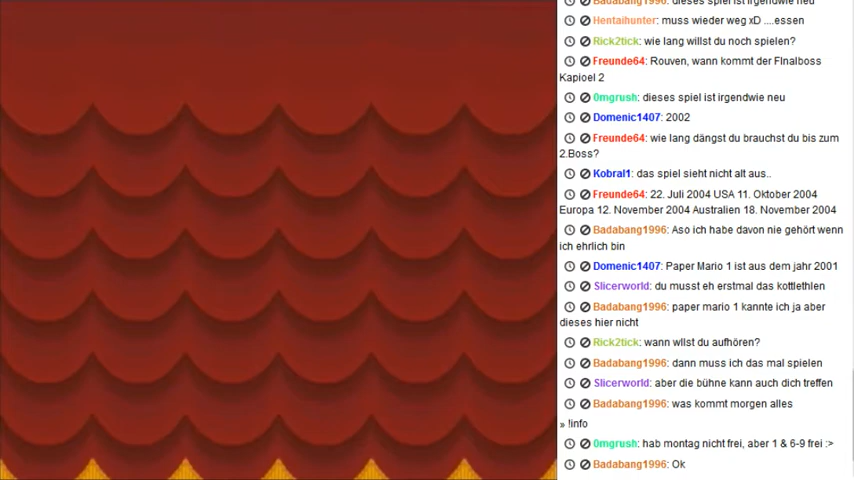 Badabang1996: dieses spiel ist irgendwie neu
Hentaihunter: muss wieder weg xD ....essen
Rick2tick: wie lang willst du noch spielen?
Freunde64: Rouven, wann kommt der FInalboss
Kapioel 2
0mgrush: dieses spiel ist irgendwie neu
Domenic1407: 2002
Freunde64: wie lang dängst du brauchst du bis zum
2.Boss?
Kobral1: das spiel sieht nicht alt aus..
Freunde64: 22. Juli 2004 USA 11. Oktober 2004
Europa 12. November 2004 Australien 18. November 2004
Badabang1996: Aso ich habe davon nie gehört wenn
ich ehrlich bin
Domenic1407: Paper Mario 1 ist aus dem jahr 2001
Slicerworld: du musst eh erstmal das kottlethlen
Badabang1996: paper mario 1 kannte ich ja aber
dieses hier nicht
Rick2tick: wann wllst du aufhören?
Badabang1996: dann muss ich das mal spielen
Slicerworld: aber die bühne kann auch dich treffen
Badabang1996: was kommt morgen alles
» !info
0mgrush: hab montag nicht frei, aber 1 & 6-9 frei :>
Badabang1996: Ok